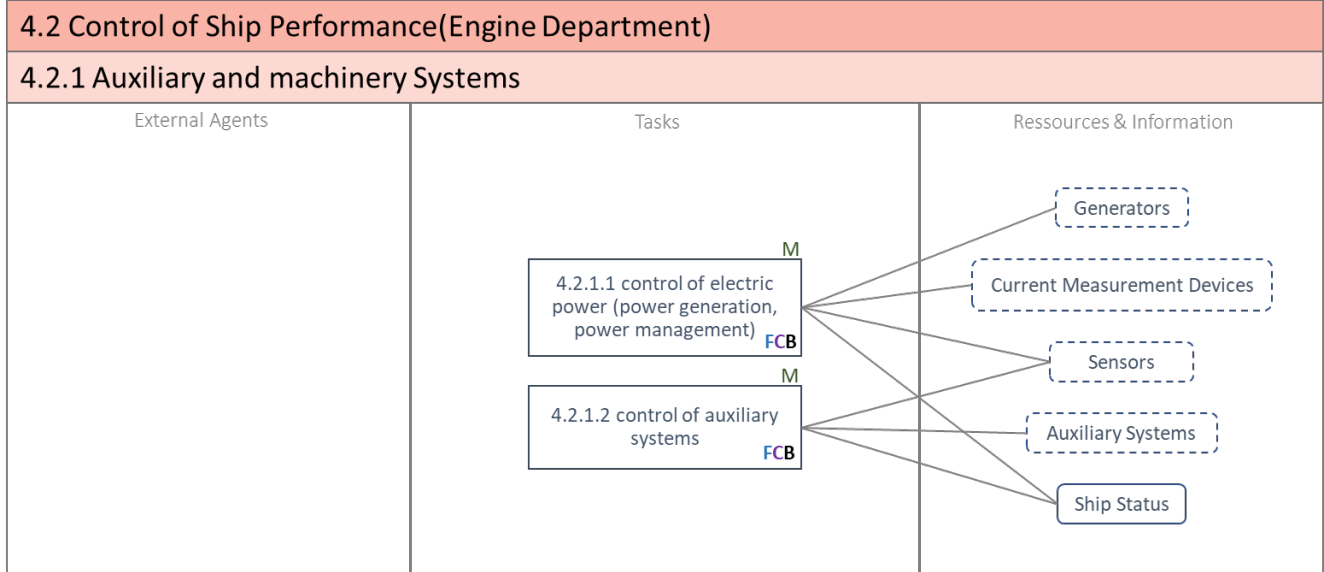 4.2 Control of Ship Performance(Engine Department)
4.2.1 Auxiliary and machinery Systems
External Agents
Tasks
Ressources & Information
M
4.2.1.1 control of electric
power (power generation,
power management)
FCB
M
4.2.1.2 control of auxiliary
systems
FCB
Generators
Current Measurement Devices
Sensors
Auxiliary Systems
Ship Status